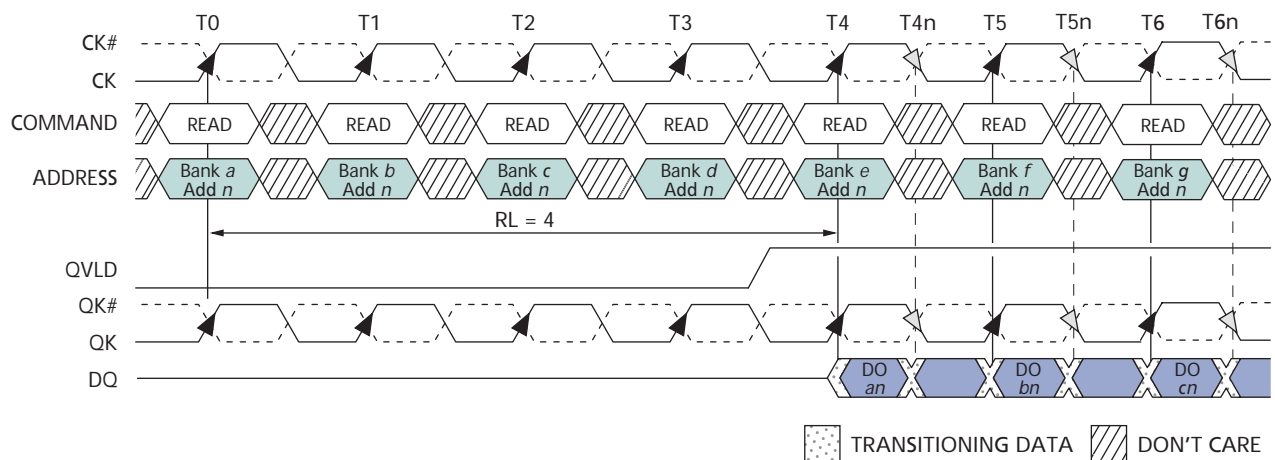 T0 T1 T2 T3 T4 T4n T5 T5n T6 T6n
CK#
CK
COMMAND READ READ READ READ READ READ READ
ADDRESS Bank a Bank b Bank c Bank d Bank e Bank f Bank g
Add n Add n Add n Add n Add n Add n Add n
RL = 4
QVLD
QK#
QK
DQ DO DO DO
an bn cn
TRANSITIONING DATA DON'T CARE